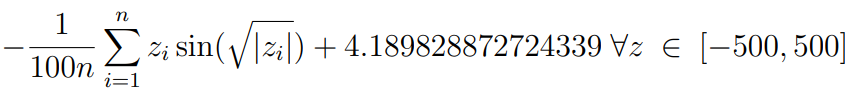 $-\frac{1}{100n}\sum_{i=1}^{n} z_i \sin(\sqrt{|z_i|}) + 4.189828872724339 \; \forall z \; \in \; [-500, 500]$